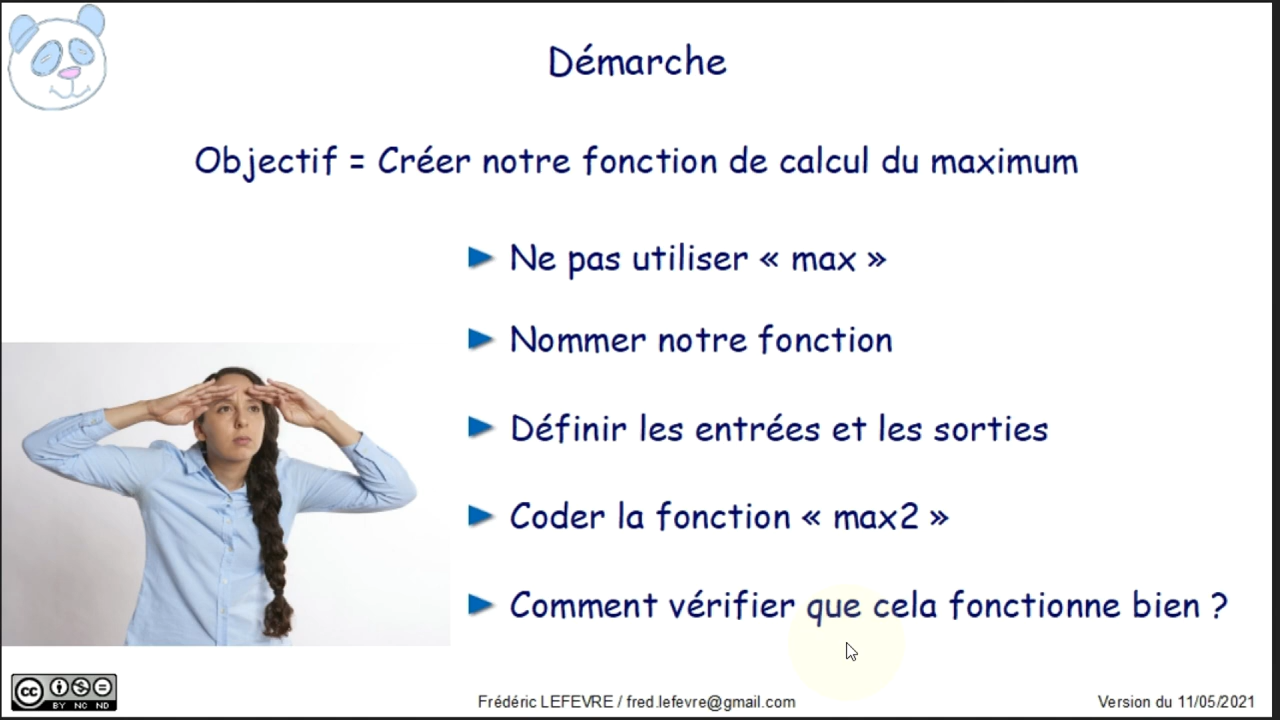 Démarche
Objectif = Créer notre fonction de calcul du maximum
Ne pas utiliser « max »
Nommer notre fonction
Définir les entrées et les sorties
Coder la fonction « max2 »
Comment vérifier que cela fonctionne bien ?
cc
BY NC ND
Frédéric LEFEVRE / fred.lefevre@gmail.com
Version du 11/05/2021